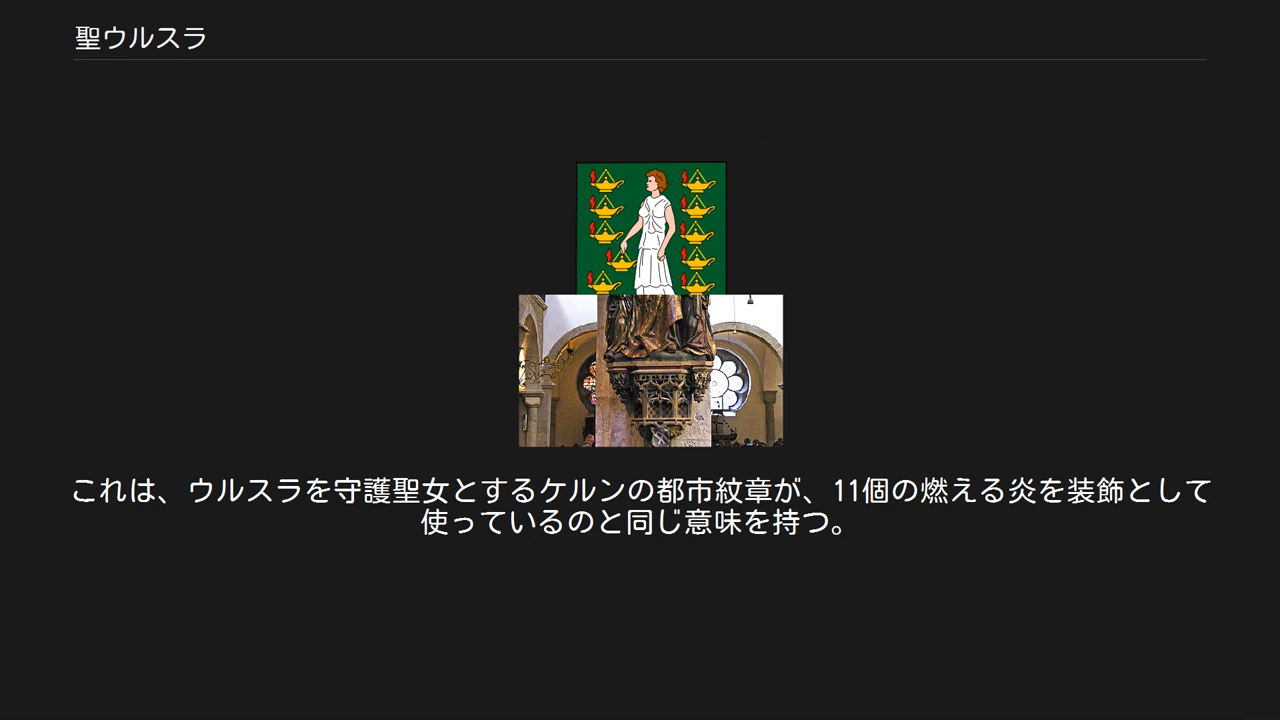 聖ウルスラ
これは、ウルスラを守護聖女とするケルンの都市紋章が、11個の燃える炎を装飾として
使っているのと同じ意味を持つ。